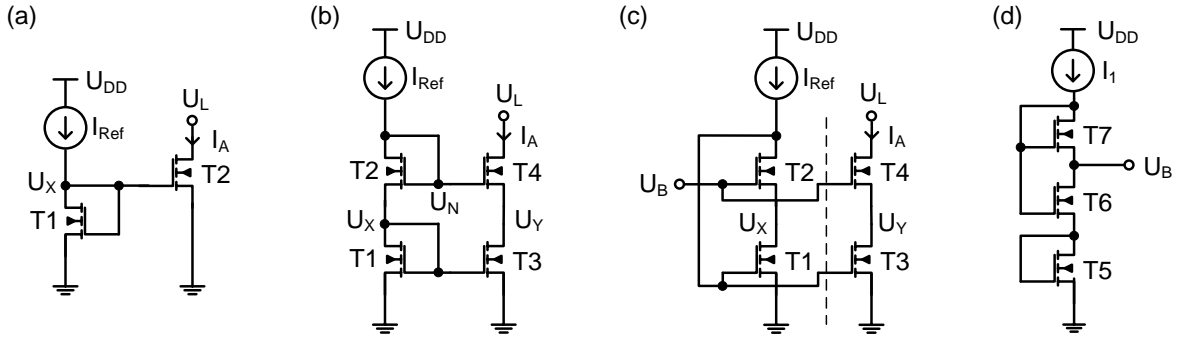 (a)
U_DD
I_Ref
U_L
I_A
U_X
T1
T2
(b)
U_DD
I_Ref
U_L
I_A
T2
T4
U_N
U_X
U_Y
T1
T3
(c)
U_DD
I_Ref
U_L
I_A
U_B
T2
T4
U_X
U_Y
T1
T3
(d)
U_DD
I_1
T7
U_B
T6
T5